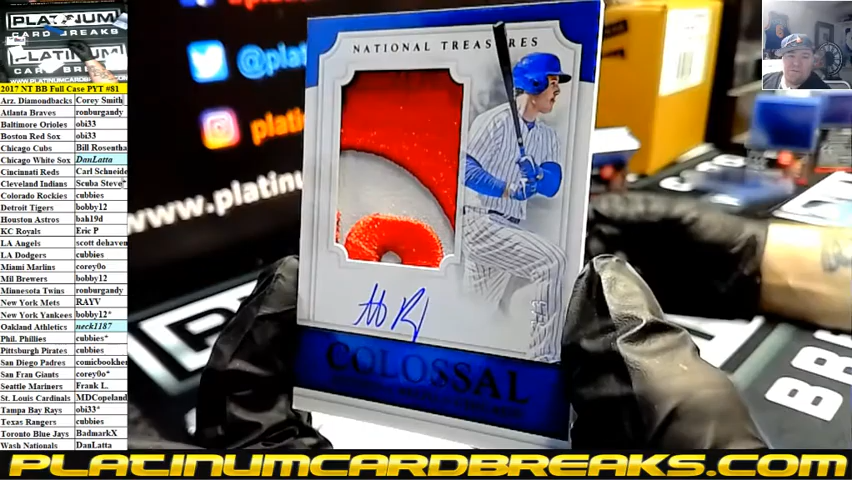 PLATINUM
CARD BREAKS
PLATINUM
CARD BREAKS
2017 NT BB Full Case PYT #81
Arz. Diamondbacks Corey Smith
Atlanta Braves ronburgandy
Baltimore Orioles obi33
Boston Red Sox obi33
Chicago Cubs Bill Rosentha
Chicago White Sox DanLatta
Cincinnati Reds Carl Schneide
Cleveland Indians Scuba Steve*
Colorado Rockies cubbies
Detroit Tigers bobby12
Houston Astros bah19d
KC Royals Eric P
LA Angels scott dehaven
LA Dodgers cubbies
Miami Marlins corey0o
Mil Brewers bobby12
Minnesota Twins ronburgandy
New York Mets RAYV
New York Yankees bobby12*
Oakland Athletics neck1187
Phil. Phillies cubbies*
Pittsburgh Pirates cubbies
San Diego Padres comicbookher
San Fran Giants corey0o*
Seattle Mariners Frank L.
St. Louis Cardinals MDCopeland
Tampa Bay Rays obi33*
Texas Rangers cubbies
Toronto Blue Jays BadmarkX
Wash Nationals DanLatta
@pl
plati
www.platin
NATIONAL TREASURES
COLOSSAL
PLATINUMCARDBREAKS.COM